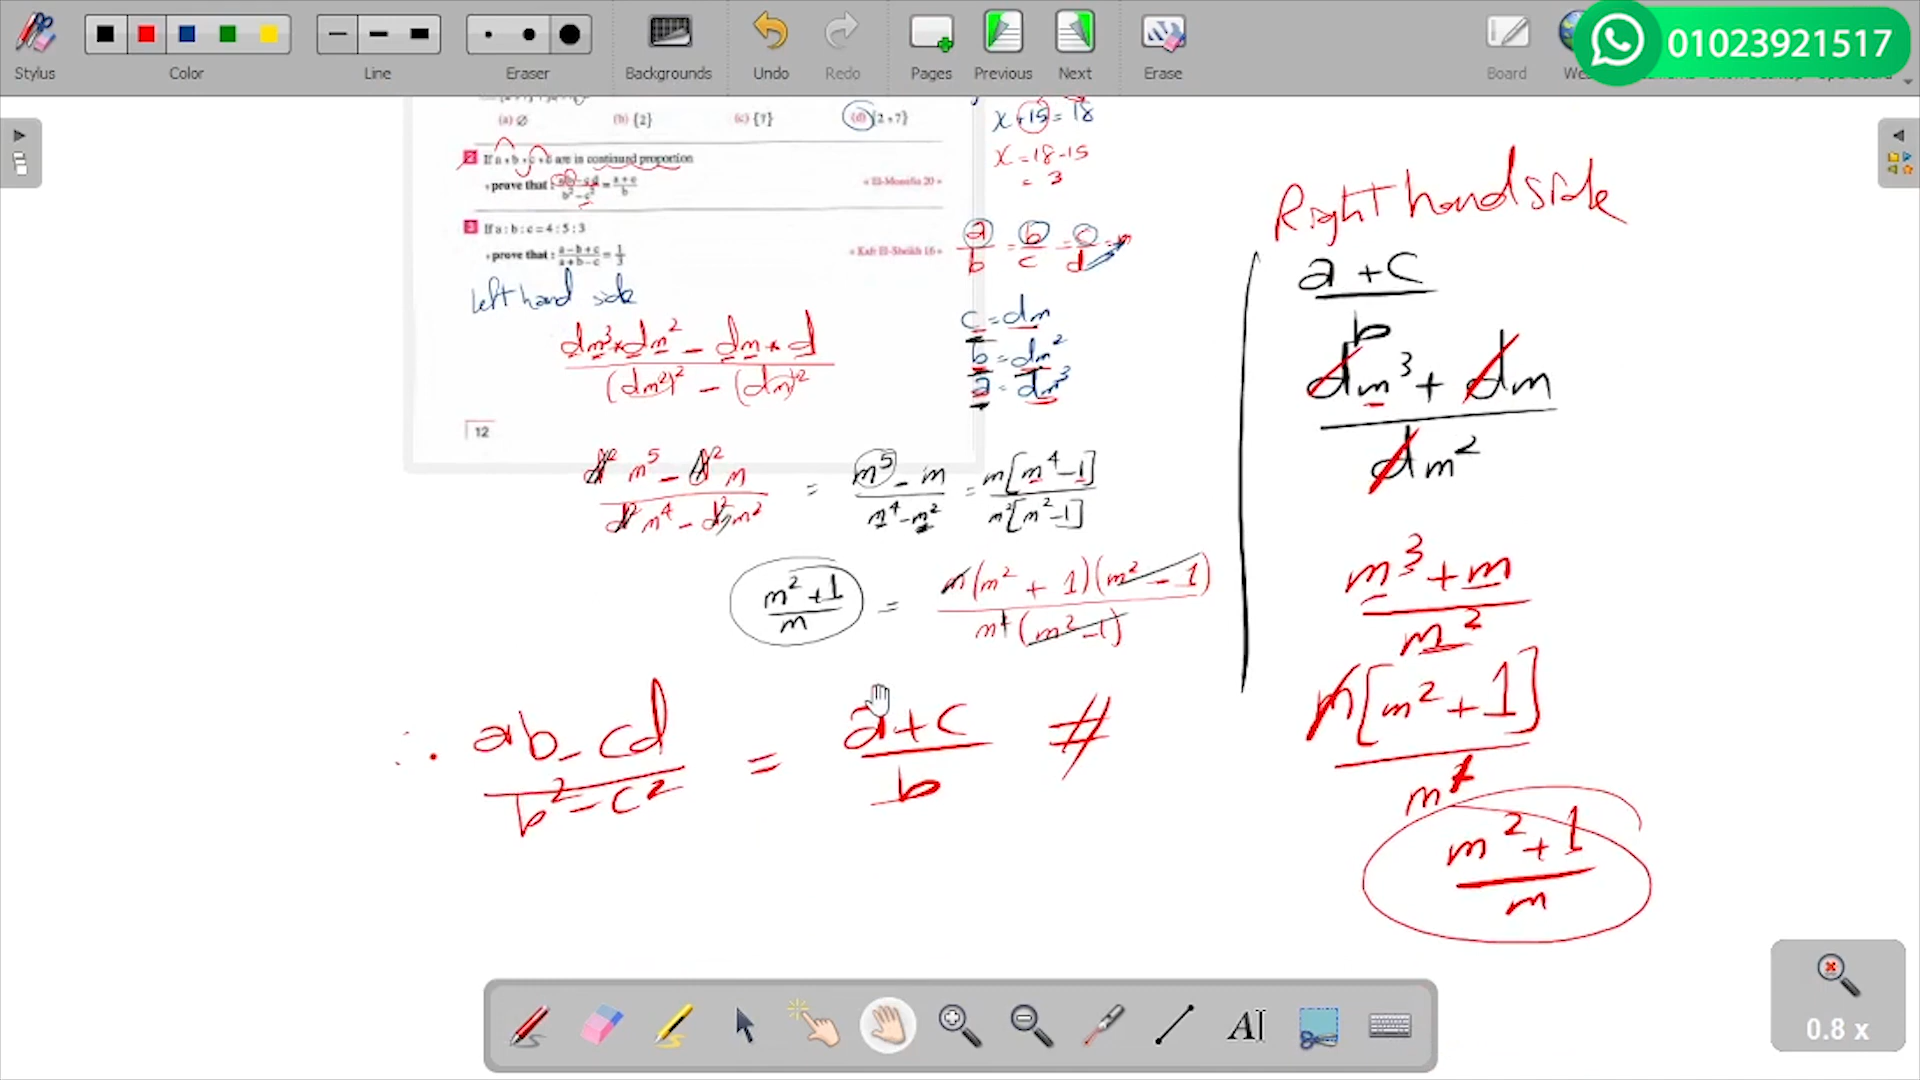 Stylus
Color
Line
Eraser
Backgrounds
Undo
Redo
Pages
Previous
Next
Erase
Board
01023921517
(a) ∅ (b) {2} (c) {7} (d) {2 , 7}
x + 15 = 18
x = 18 - 15
= 3
2 If a , b , c , d are in continued proportion
, prove that : (ab - cd)/(b² - c²) = (a + c)/b « El-Monofia 20 »
3 If a : b : c = 4 : 5 : 3
, prove that : (a - b + c)/(a + b - c) = 1/3 « Kafr El-Sheikh 16 »
a/b = b/c = c/d = m
c = dm
b = dm²
a = dm³
left hand side
(dm³ × dm² - dm × d)/((dm²)² - (dm)²)
12
(d² m⁵ - d² m)/(d² m⁴ - d² m²) = (m⁵ - m)/(m⁴ - m²) = m[m⁴ - 1]/m²[m² - 1]
(m² + 1)/m = m(m² + 1)(m² - 1)/m²(m² - 1)
∴ (ab - cd)/(b² - c²) = (a + c)/b #
Right hand side
(a + c)/b
(dm³ + dm)/dm²
(m³ + m)/m²
m[m² + 1]/m²
(m² + 1)/m
0.8 x